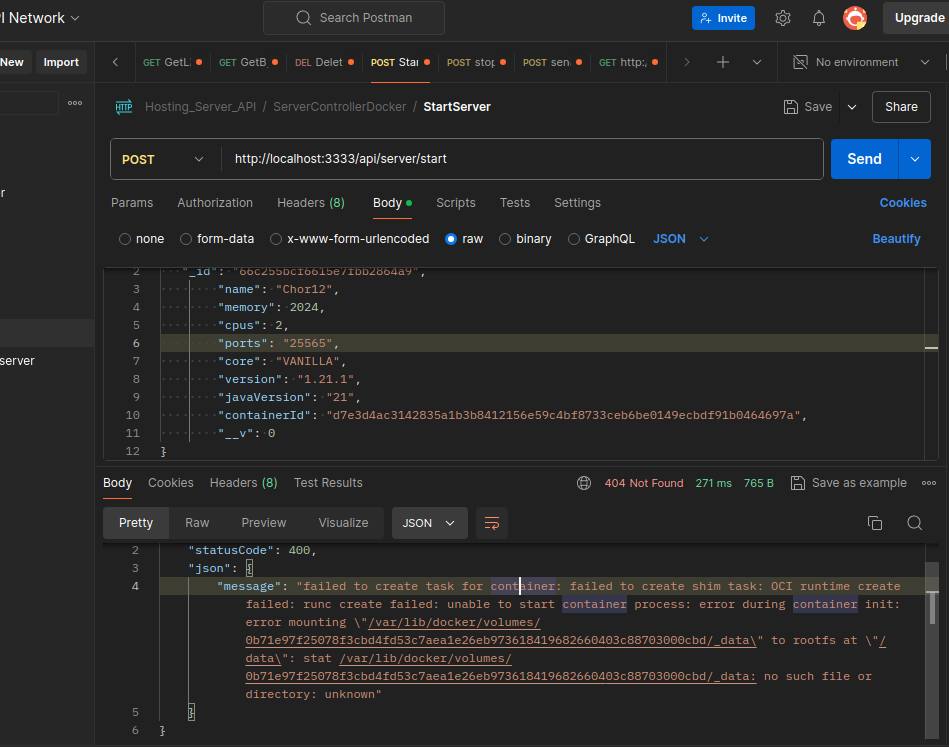 PI Network
Search Postman
Invite
Upgrade
New
Import
GET GetLi
GET GetB
DEL Delet
POST Star
POST stop
POST sen
GET http:/
No environment
HTTP
Hosting_Server_API / ServerControllerDocker / StartServer
Save
Share
POST
http://localhost:3333/api/server/start
Send
Params
Authorization
Headers (8)
Body
Scripts
Tests
Settings
Cookies
none
form-data
x-www-form-urlencoded
raw
binary
GraphQL
JSON
Beautify
r
server
2 "_id": "66c255bcf6615e7fbb2864a9",
3 "name": "Chor12",
4 "memory": 2024,
5 "cpus": 2,
6 "ports": "25565",
7 "core": "VANILLA",
8 "version": "1.21.1",
9 "javaVersion": "21",
10 "containerId": "d7e3d4ac3142835a1b3b8412156e59c4bf8733ceb6be0149ecbdf91b0464697a",
11 "__v": 0
12 }
Body
Cookies
Headers (8)
Test Results
404 Not Found
271 ms
765 B
Save as example
Pretty
Raw
Preview
Visualize
JSON
2 "statusCode": 400,
3 "json": {
4 "message": "failed to create task for container: failed to create shim task: OCI runtime create
failed: runc create failed: unable to start container process: error during container init:
error mounting \"/var/lib/docker/volumes/
0b71e97f25078f3cbd4fd53c7aea1e26eb973618419682660403c88703000cbd/_data\" to rootfs at \"/
data\": stat /var/lib/docker/volumes/
0b71e97f25078f3cbd4fd53c7aea1e26eb973618419682660403c88703000cbd/_data: no such file or
directory: unknown"
5 }
6 }